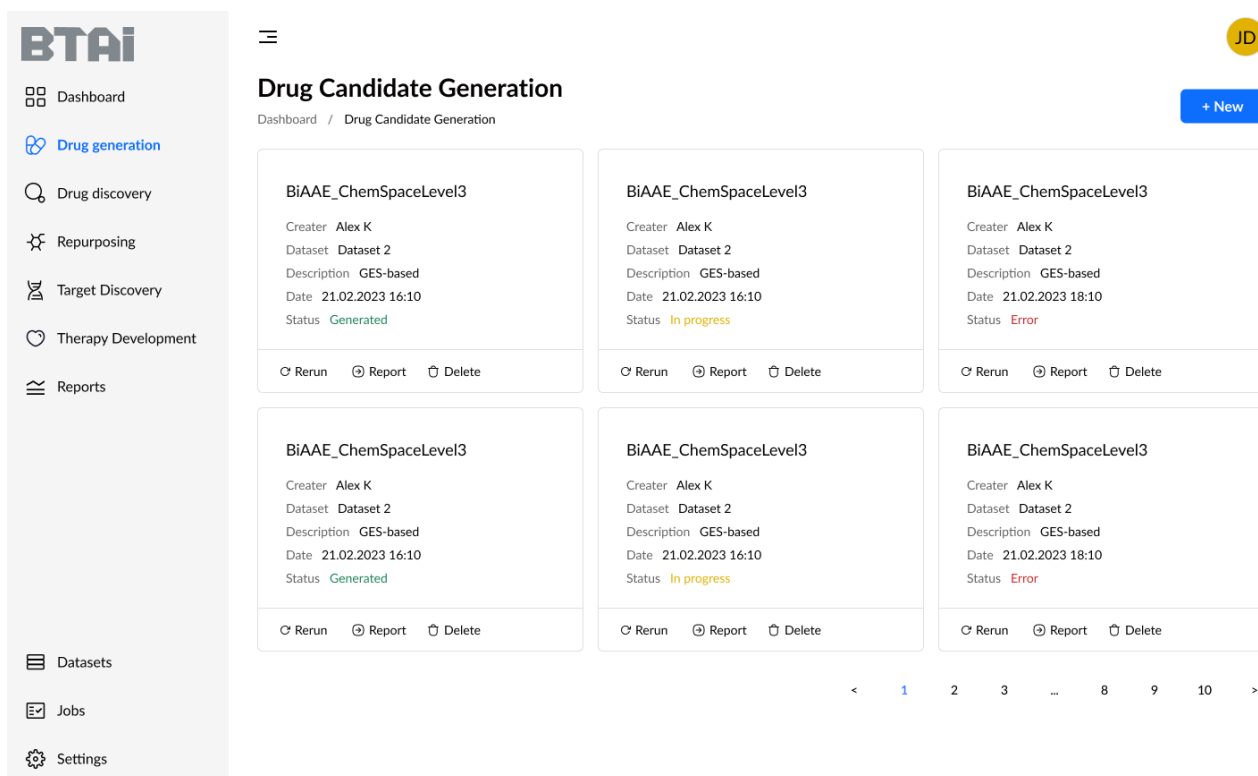 BTAi
JD
Dashboard
Drug generation
Drug discovery
Repurposing
Target Discovery
Therapy Development
Reports
Datasets
Jobs
Settings
Drug Candidate Generation
Dashboard / Drug Candidate Generation
+ New
BiAAE_ChemSpaceLevel3
Creater Alex K
Dataset Dataset 2
Description GES-based
Date 21.02.2023 16:10
Status Generated
Rerun Report Delete
BiAAE_ChemSpaceLevel3
Creater Alex K
Dataset Dataset 2
Description GES-based
Date 21.02.2023 16:10
Status In progress
Rerun Report Delete
BiAAE_ChemSpaceLevel3
Creater Alex K
Dataset Dataset 2
Description GES-based
Date 21.02.2023 18:10
Status Error
Rerun Report Delete
BiAAE_ChemSpaceLevel3
Creater Alex K
Dataset Dataset 2
Description GES-based
Date 21.02.2023 16:10
Status Generated
Rerun Report Delete
BiAAE_ChemSpaceLevel3
Creater Alex K
Dataset Dataset 2
Description GES-based
Date 21.02.2023 16:10
Status In progress
Rerun Report Delete
BiAAE_ChemSpaceLevel3
Creater Alex K
Dataset Dataset 2
Description GES-based
Date 21.02.2023 18:10
Status Error
Rerun Report Delete
< 1 2 3 ... 8 9 10 >